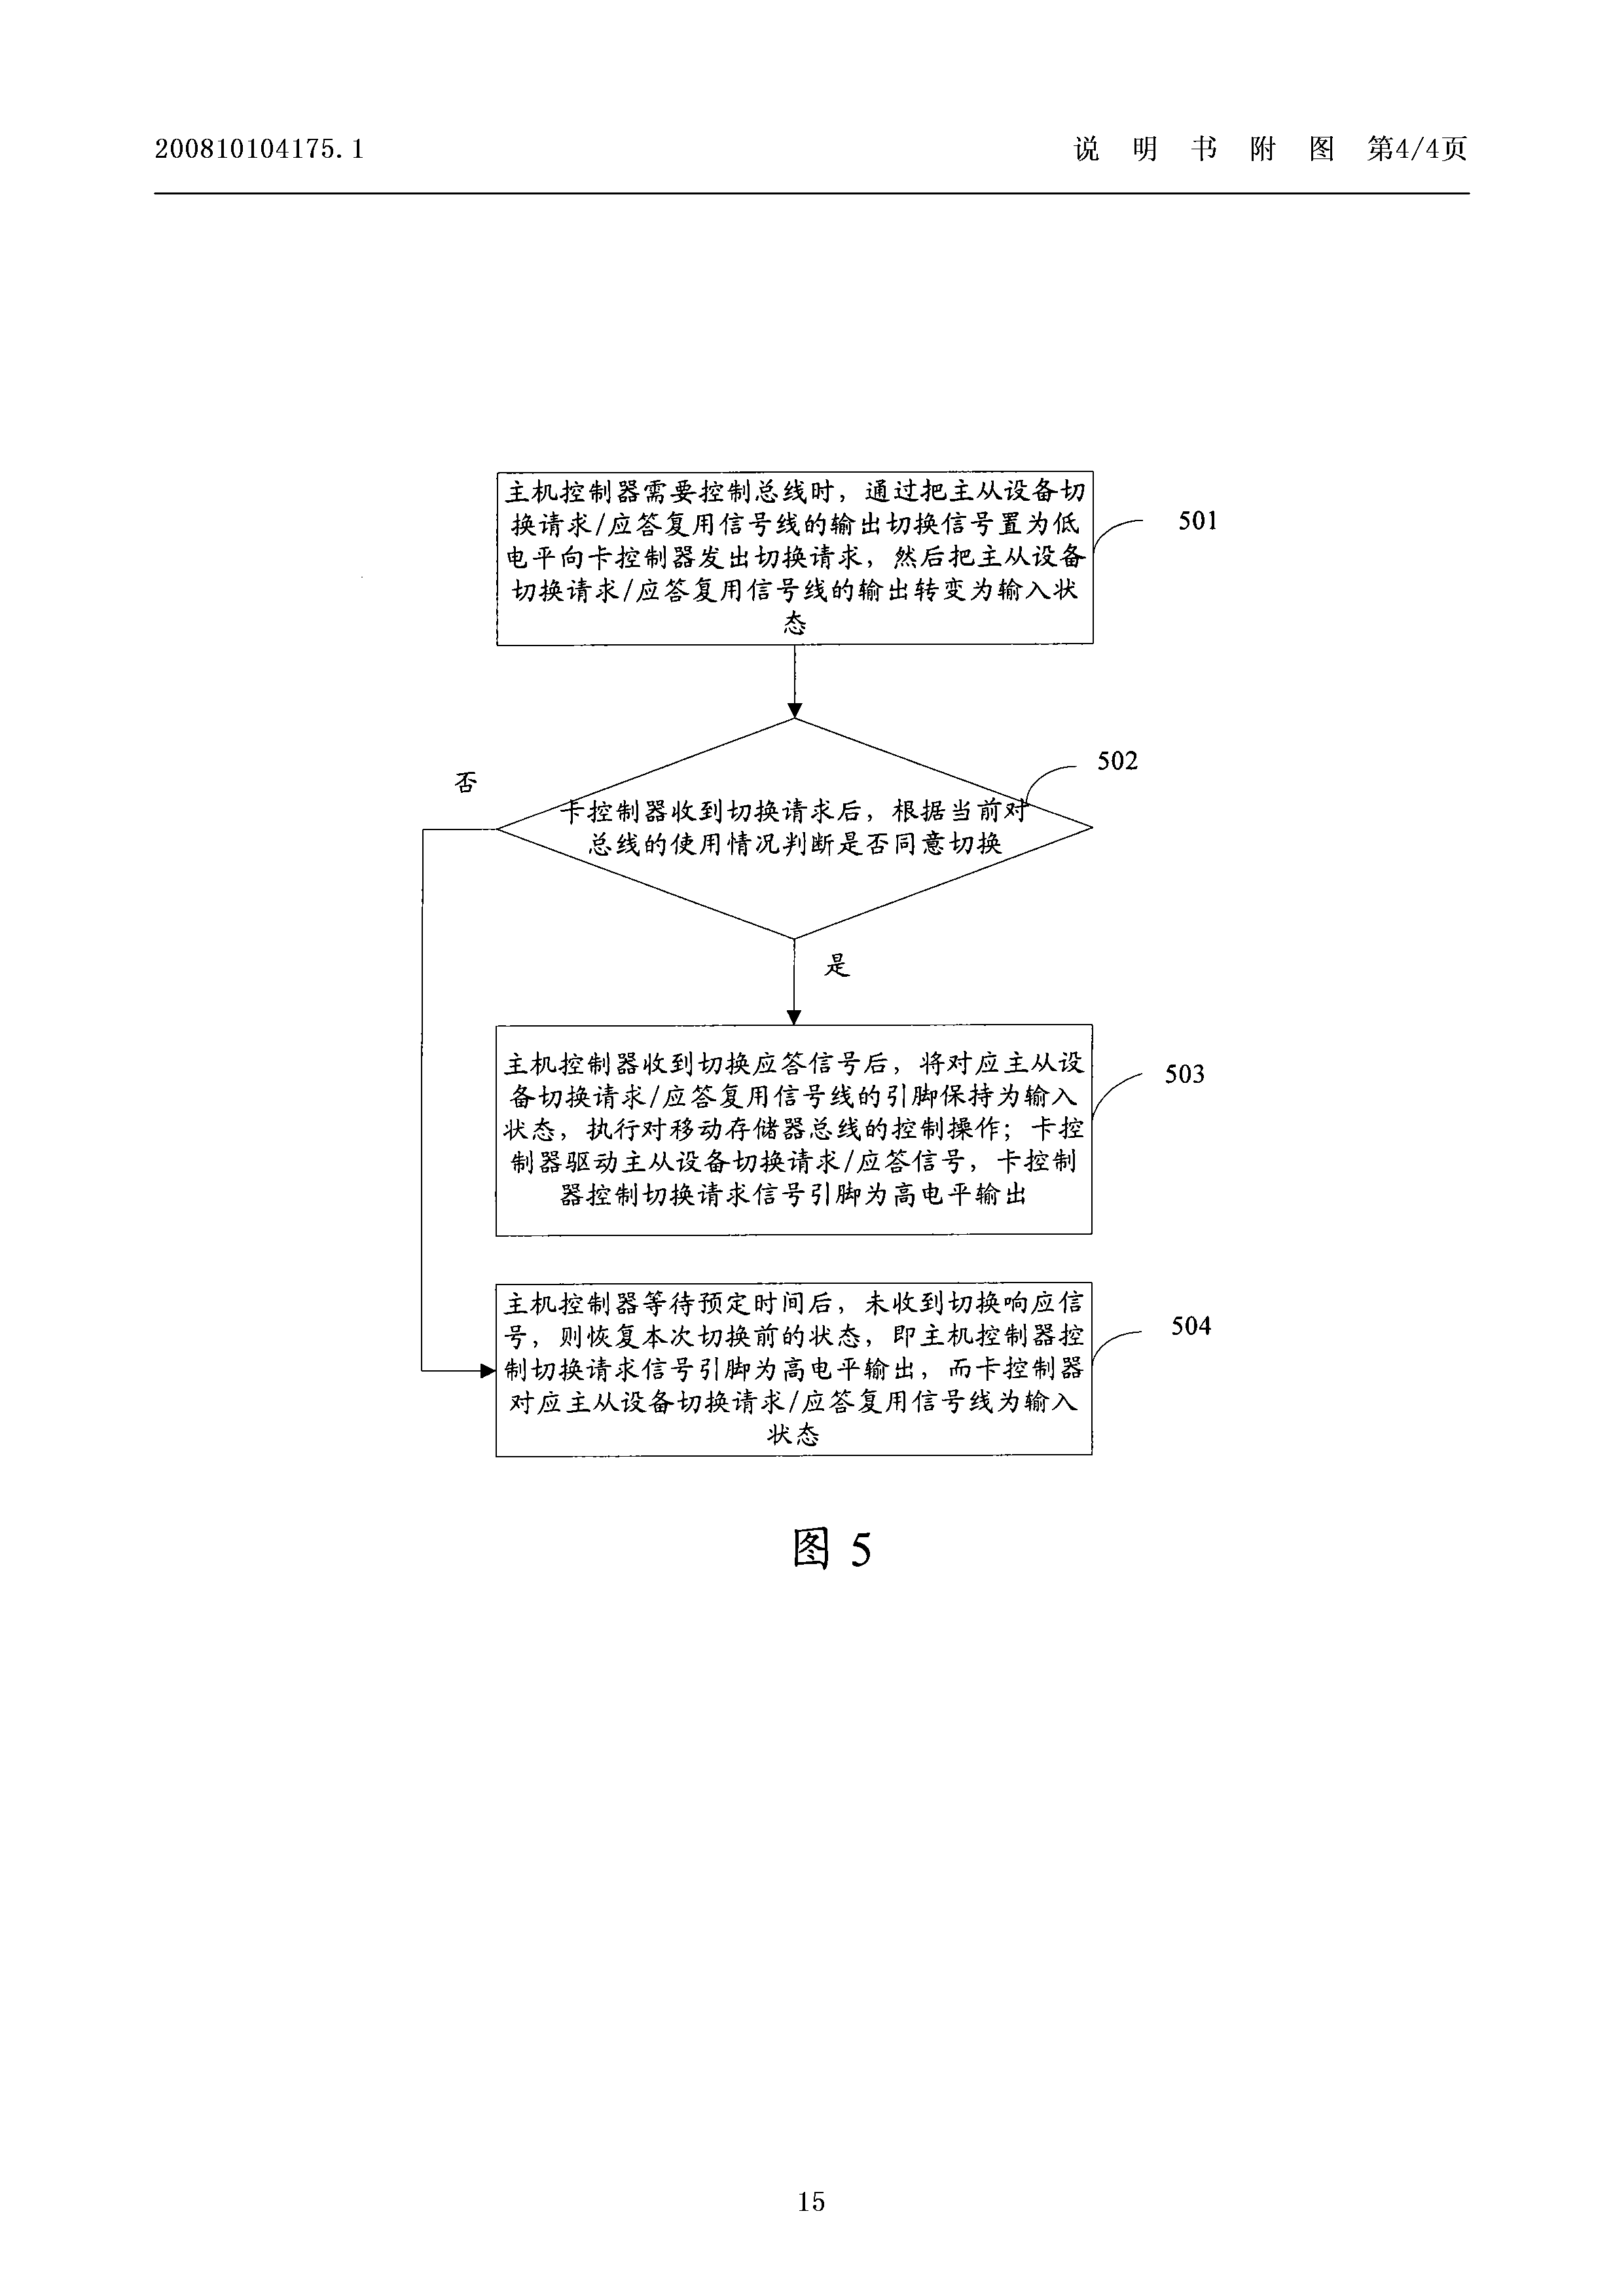 200810104175.1
说 明 书 附 图 第4/4页
主机控制器需要控制总线时，通过把主从设备切
换请求/应答复用信号线的输出切换信号置为低
电平向卡控制器发出切换请求，然后把主从设备
切换请求/应答复用信号线的输出转变为输入状
态
501
502
否
卡控制器收到切换请求后，根据当前对
总线的使用情况判断是否同意切换
是
主机控制器收到切换应答信号后，将对应主从设
备切换请求/应答复用信号线的引脚保持为输入
状态，执行对移动存储器总线的控制操作；卡控
制器驱动主从设备切换请求/应答信号，卡控制
器控制切换请求信号引脚为高电平输出
503
主机控制器等待预定时间后，未收到切换响应信
号，则恢复本次切换前的状态，即主机控制器控
制切换请求信号引脚为高电平输出，而卡控制器
对应主从设备切换请求/应答复用信号线为输入
状态
504
图 5
15